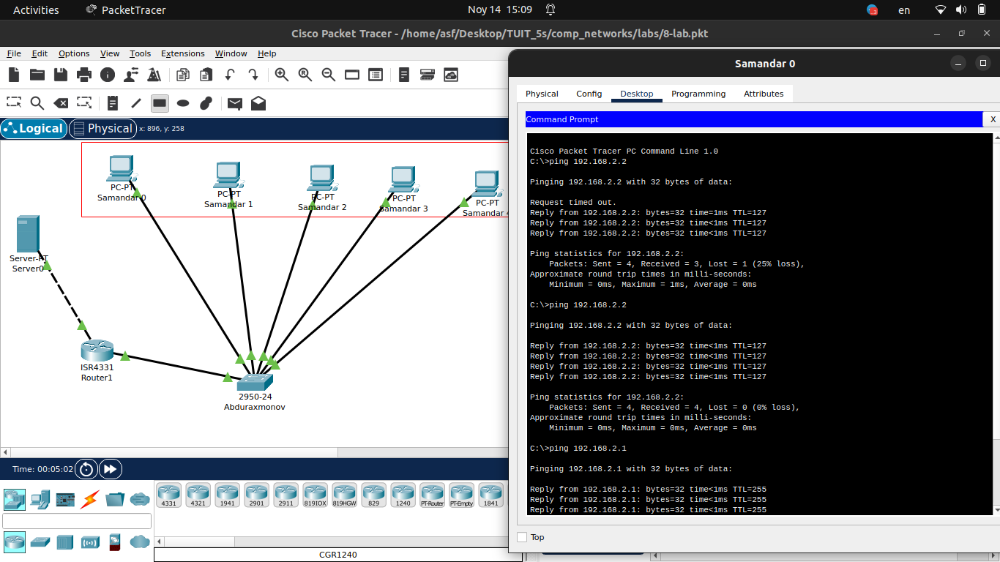 Activities PacketTracer Noy 14 15:09 3 en
Cisco Packet Tracer - /home/asf/Desktop/TUIT_5s/comp_networks/labs/8-lab.pkt
File Edit Options View Tools Extensions Window Help
Logical Physical x: 896, y: 258
PC-PT
Samandar 0
PC-PT
Samandar 1
PC-PT
Samandar 2
PC-PT
Samandar 3
PC-PT
Samandar 4
Server-PT
Server0
ISR4331
Router1
2950-24
Abduraxmonov
Time: 00:05:02
4331 4321 1941 2901 2911 819IOX 819HGW 829 1240 PT-Router PT-Empty 1841
CGR1240
Samandar 0
Physical Config Desktop Programming Attributes
Command Prompt X
Cisco Packet Tracer PC Command Line 1.0
C:\>ping 192.168.2.2
Pinging 192.168.2.2 with 32 bytes of data:
Request timed out.
Reply from 192.168.2.2: bytes=32 time=1ms TTL=127
Reply from 192.168.2.2: bytes=32 time<1ms TTL=127
Reply from 192.168.2.2: bytes=32 time<1ms TTL=127
Ping statistics for 192.168.2.2:
Packets: Sent = 4, Received = 3, Lost = 1 (25% loss),
Approximate round trip times in milli-seconds:
Minimum = 0ms, Maximum = 1ms, Average = 0ms
C:\>ping 192.168.2.2
Pinging 192.168.2.2 with 32 bytes of data:
Reply from 192.168.2.2: bytes=32 time<1ms TTL=127
Reply from 192.168.2.2: bytes=32 time<1ms TTL=127
Reply from 192.168.2.2: bytes=32 time<1ms TTL=127
Reply from 192.168.2.2: bytes=32 time<1ms TTL=127
Ping statistics for 192.168.2.2:
Packets: Sent = 4, Received = 4, Lost = 0 (0% loss),
Approximate round trip times in milli-seconds:
Minimum = 0ms, Maximum = 0ms, Average = 0ms
C:\>ping 192.168.2.1
Pinging 192.168.2.1 with 32 bytes of data:
Reply from 192.168.2.1: bytes=32 time<1ms TTL=255
Reply from 192.168.2.1: bytes=32 time<1ms TTL=255
Reply from 192.168.2.1: bytes=32 time<1ms TTL=255
Top